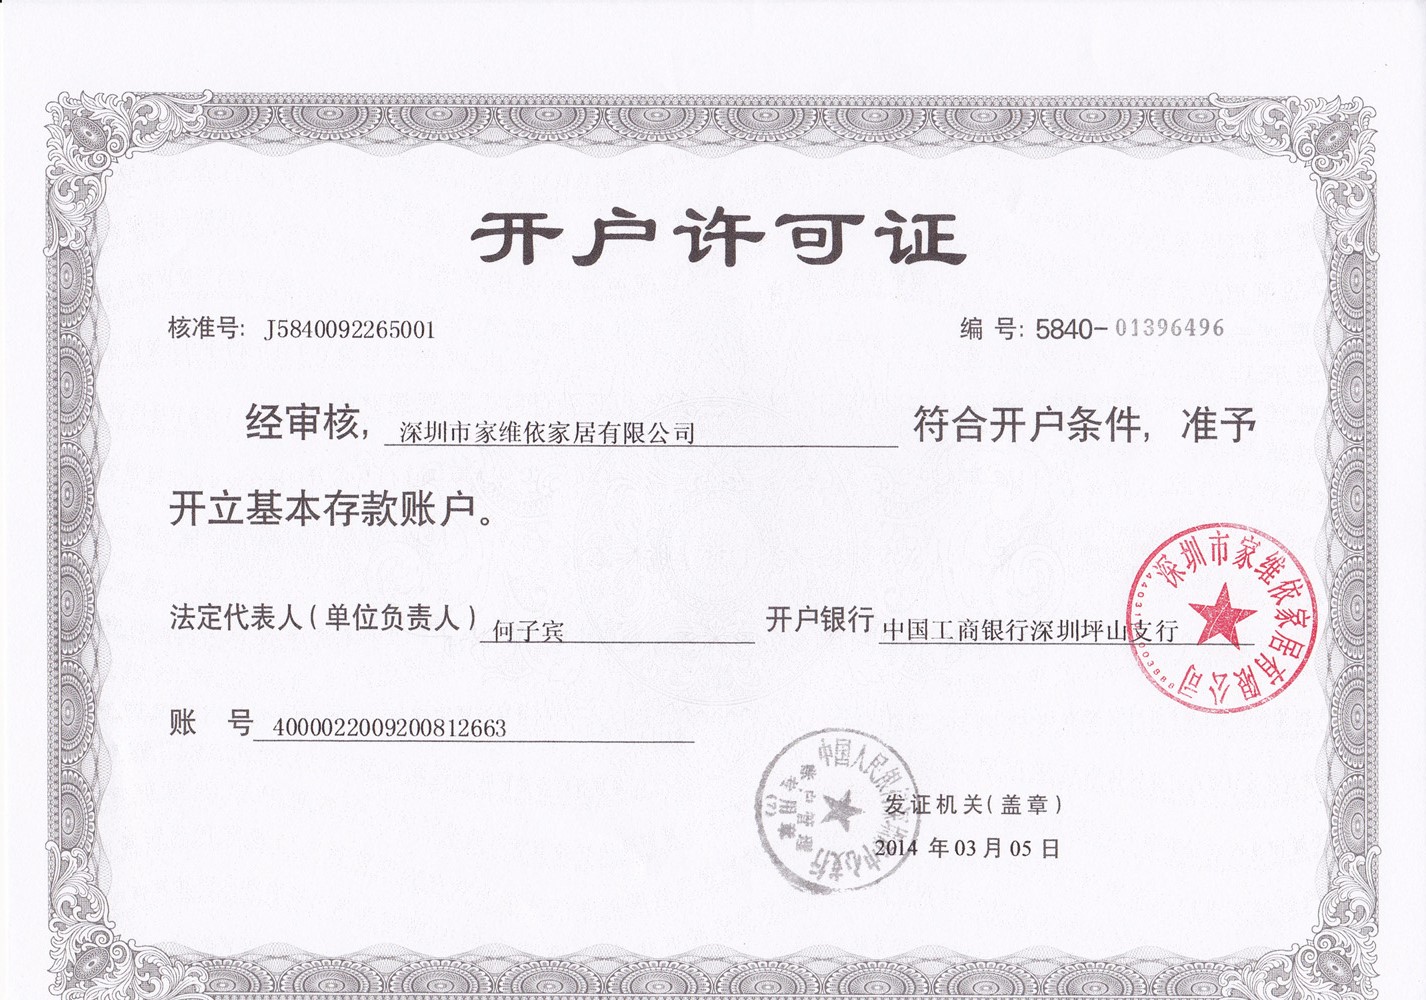 开户许可证
核准号: J5840092265001
编 号: 5840-01396496
经审核, 深圳市家维依家居有限公司 符合开户条件, 准予
开立基本存款账户。
法定代表人(单位负责人) 何子宾 开户银行 中国工商银行深圳坪山支行
账 号 4000022009200812663
发证机关(盖章)
2014 年 03 月 05 日
深圳市家维依家居有限公司
中国人民银行
中心支行
账户管理
专用章